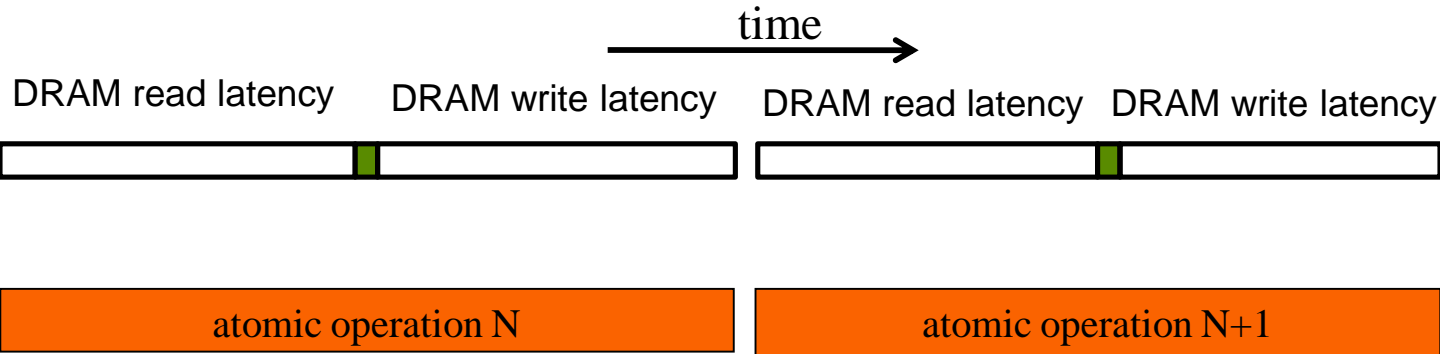 time
DRAM read latency DRAM write latency DRAM read latency DRAM write latency
atomic operation N atomic operation N+1